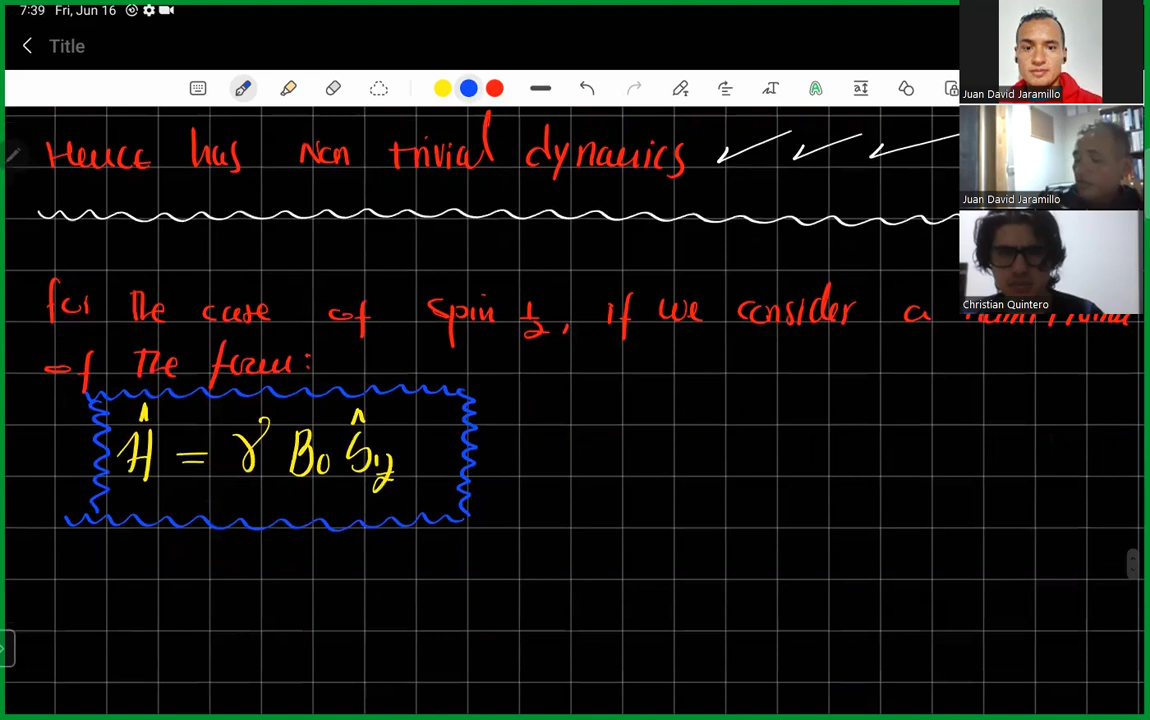 7:39 Fri, Jun 16
Title
Juan David Jaramillo
Hence has Non trivial dynamics
Juan David Jaramillo
Christian Quintero
for the case of spin 1/2, if we consider a
of the form:
Ĥ = γ B₀ Ŝy